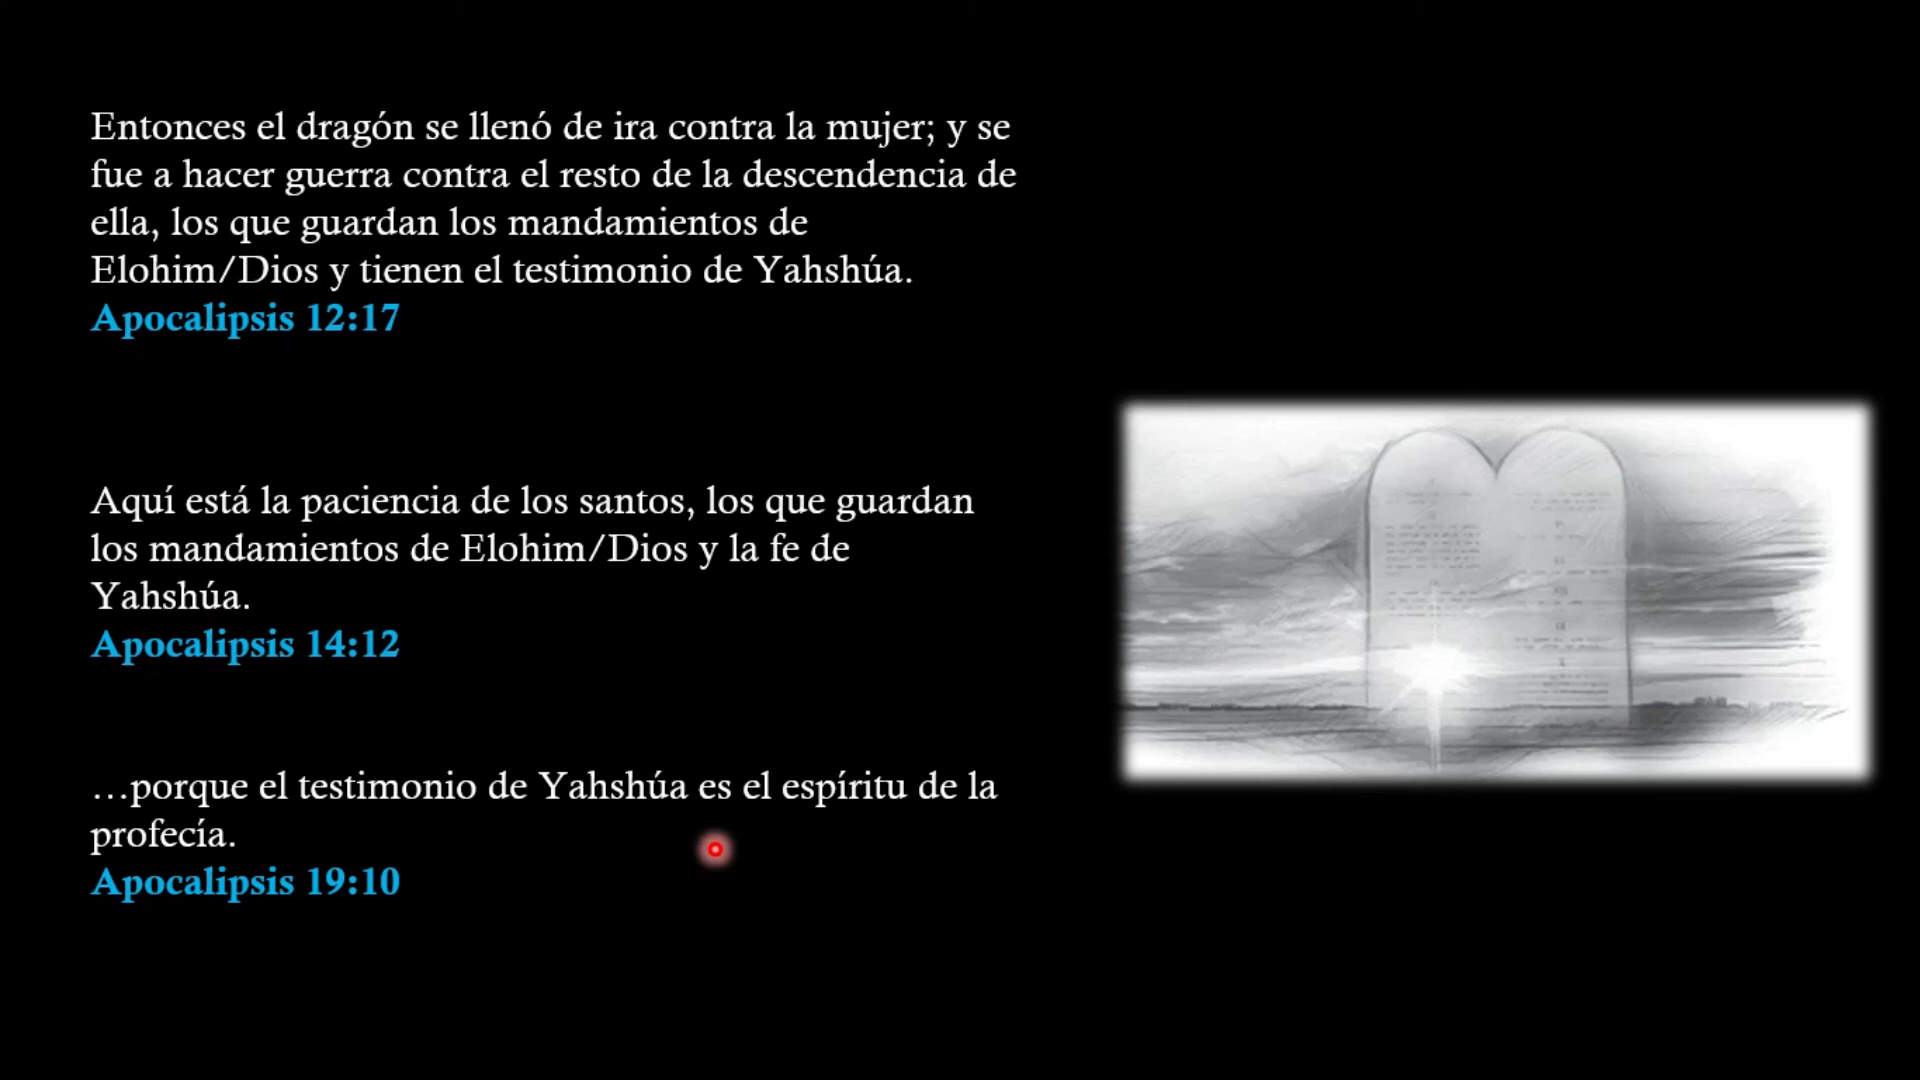 Entonces el dragón se llenó de ira contra la mujer; y se
fue a hacer guerra contra el resto de la descendencia de
ella, los que guardan los mandamientos de
Elohim/Dios y tienen el testimonio de Yahshúa.
Apocalipsis 12:17
Aquí está la paciencia de los santos, los que guardan
los mandamientos de Elohim/Dios y la fe de
Yahshúa.
Apocalipsis 14:12
…porque el testimonio de Yahshúa es el espíritu de la
profecía.
Apocalipsis 19:10